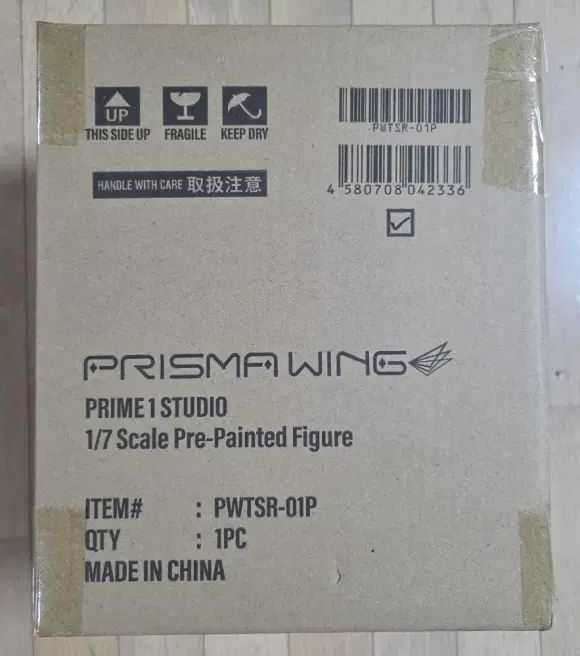 UP
THIS SIDE UP FRAGILE KEEP DRY
HANDLE WITH CARE 取扱注意
PWTSR-01P
4 580708 042336
PRISMA WING
PRIME 1 STUDIO
1/7 Scale Pre-Painted Figure
ITEM# : PWTSR-01P
QTY : 1PC
MADE IN CHINA